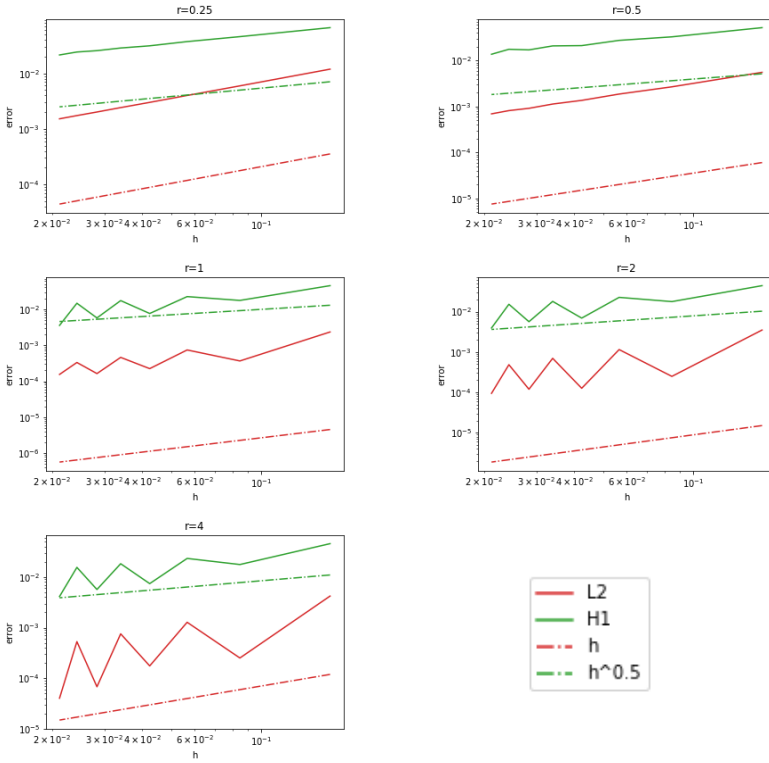 r=0.25
r=0.5
10⁻²
10⁻³
10⁻⁴
error
2×10⁻²
3×10⁻²
4×10⁻²
6×10⁻²
10⁻¹
h
10⁻²
10⁻³
10⁻⁴
10⁻⁵
error
2×10⁻²
3×10⁻²
4×10⁻²
6×10⁻²
10⁻¹
h
r=1
r=2
10⁻²
10⁻³
10⁻⁴
10⁻⁵
10⁻⁶
error
2×10⁻²
3×10⁻²
4×10⁻²
6×10⁻²
10⁻¹
h
10⁻²
10⁻³
10⁻⁴
10⁻⁵
error
2×10⁻²
3×10⁻²
4×10⁻²
6×10⁻²
10⁻¹
h
r=4
10⁻²
10⁻³
10⁻⁴
10⁻⁵
error
2×10⁻²
3×10⁻²
4×10⁻²
6×10⁻²
10⁻¹
h
L2
H1
h
h^0.5